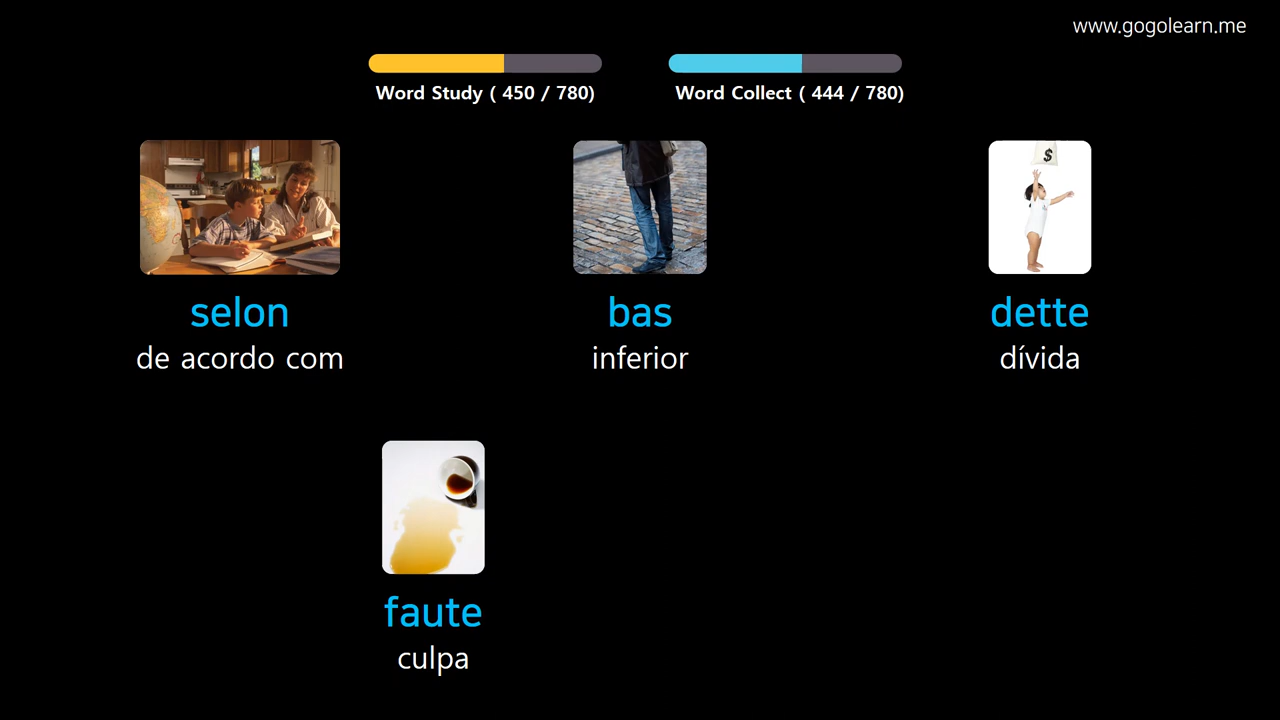 www.gogolearn.me
Word Study ( 450 / 780)
Word Collect ( 444 / 780)
$
selon
bas
dette
de acordo com
inferior
dívida
faute
culpa